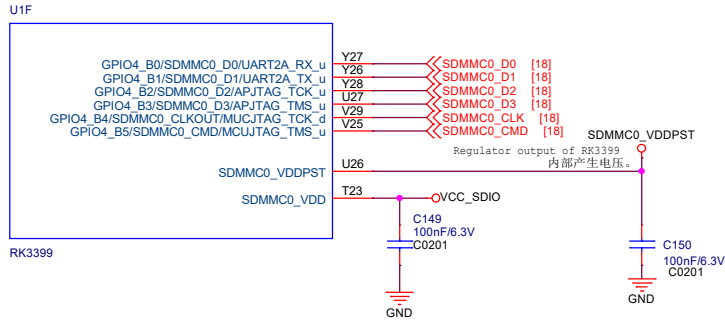 U1F
GPIO4_B0/SDMMC0_D0/UART2A_RX_u Y27 SDMMC0_D0 [18]
GPIO4_B1/SDMMC0_D1/UART2A_TX_u Y26 SDMMC0_D1 [18]
GPIO4_B2/SDMMC0_D2/APJTAG_TCK_u Y28 SDMMC0_D2 [18]
GPIO4_B3/SDMMC0_D3/APJTAG_TMS_u U27 SDMMC0_D3 [18]
GPIO4_B4/SDMMC0_CLKOUT/MUCJTAG_TCK_d V29 SDMMC0_CLK [18]
GPIO4_B5/SDMMC0_CMD/MCUJTAG_TMS_u V25 SDMMC0_CMD [18]
SDMMC0_VDDPST
Regulator output of RK3399
内部产生电压。
SDMMC0_VDDPST U26
SDMMC0_VDD T23 VCC_SDIO
C149
100nF/6.3V
C0201
C150
100nF/6.3V
C0201
RK3399
GND
GND